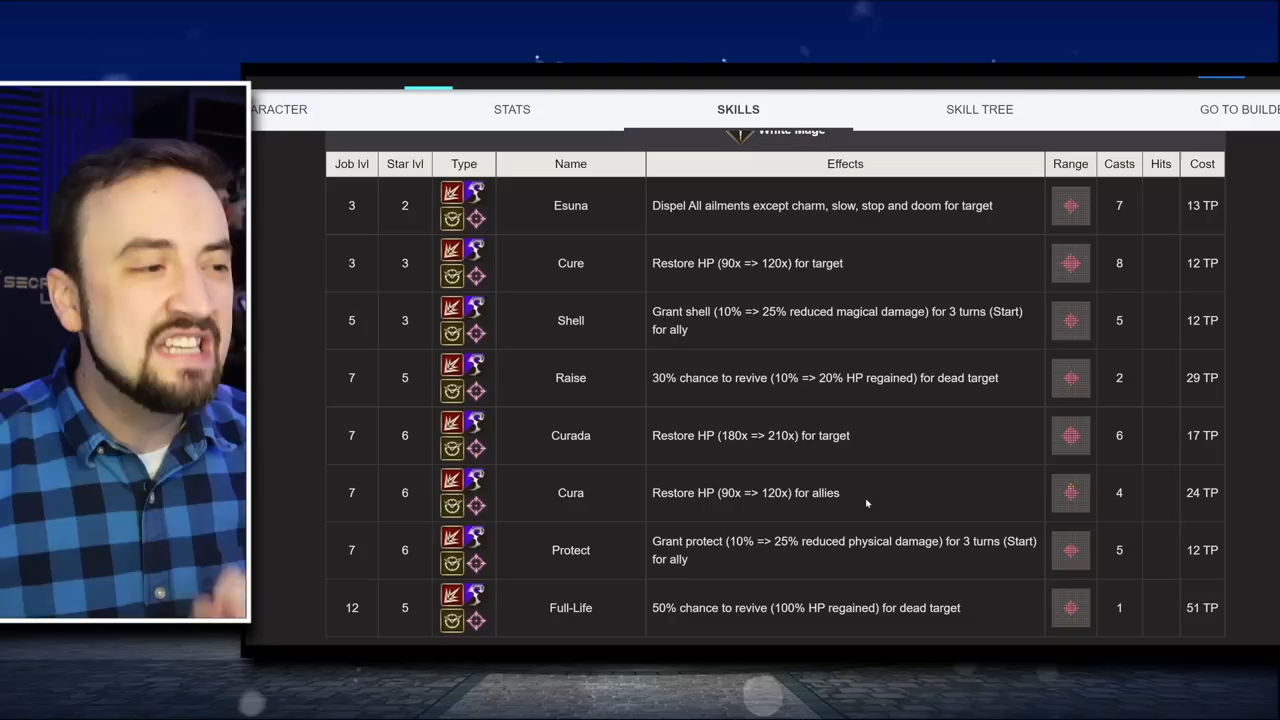 ARACTER
STATS
SKILLS
SKILL TREE
GO TO BUILDE
White Mage
Job lvl
Star lvl
Type
Name
Effects
Range
Casts
Hits
Cost
3
2
Esuna
Dispel All ailments except charm, slow, stop and doom for target
7
13 TP
3
3
Cure
Restore HP (90x => 120x) for target
8
12 TP
5
3
Shell
Grant shell (10% => 25% reduced magical damage) for 3 turns (Start)
for ally
5
12 TP
7
5
Raise
30% chance to revive (10% => 20% HP regained) for dead target
2
29 TP
7
6
Curada
Restore HP (180x => 210x) for target
6
17 TP
7
6
Cura
Restore HP (90x => 120x) for allies
4
24 TP
7
6
Protect
Grant protect (10% => 25% reduced physical damage) for 3 turns (Start)
for ally
5
12 TP
12
5
Full-Life
50% chance to revive (100% HP regained) for dead target
1
51 TP